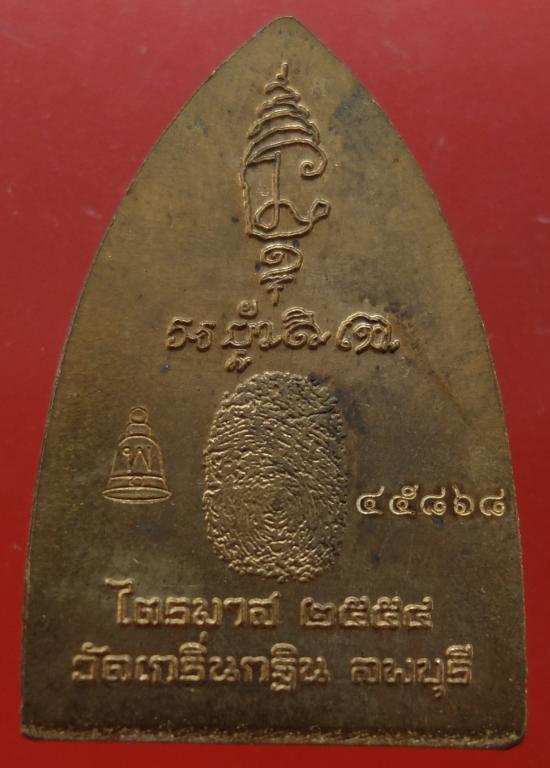 ๔๕๘๖๘
ไตรมาส ๒๕๕๔
วัดเกริ่นกฐิน ลพบุรี